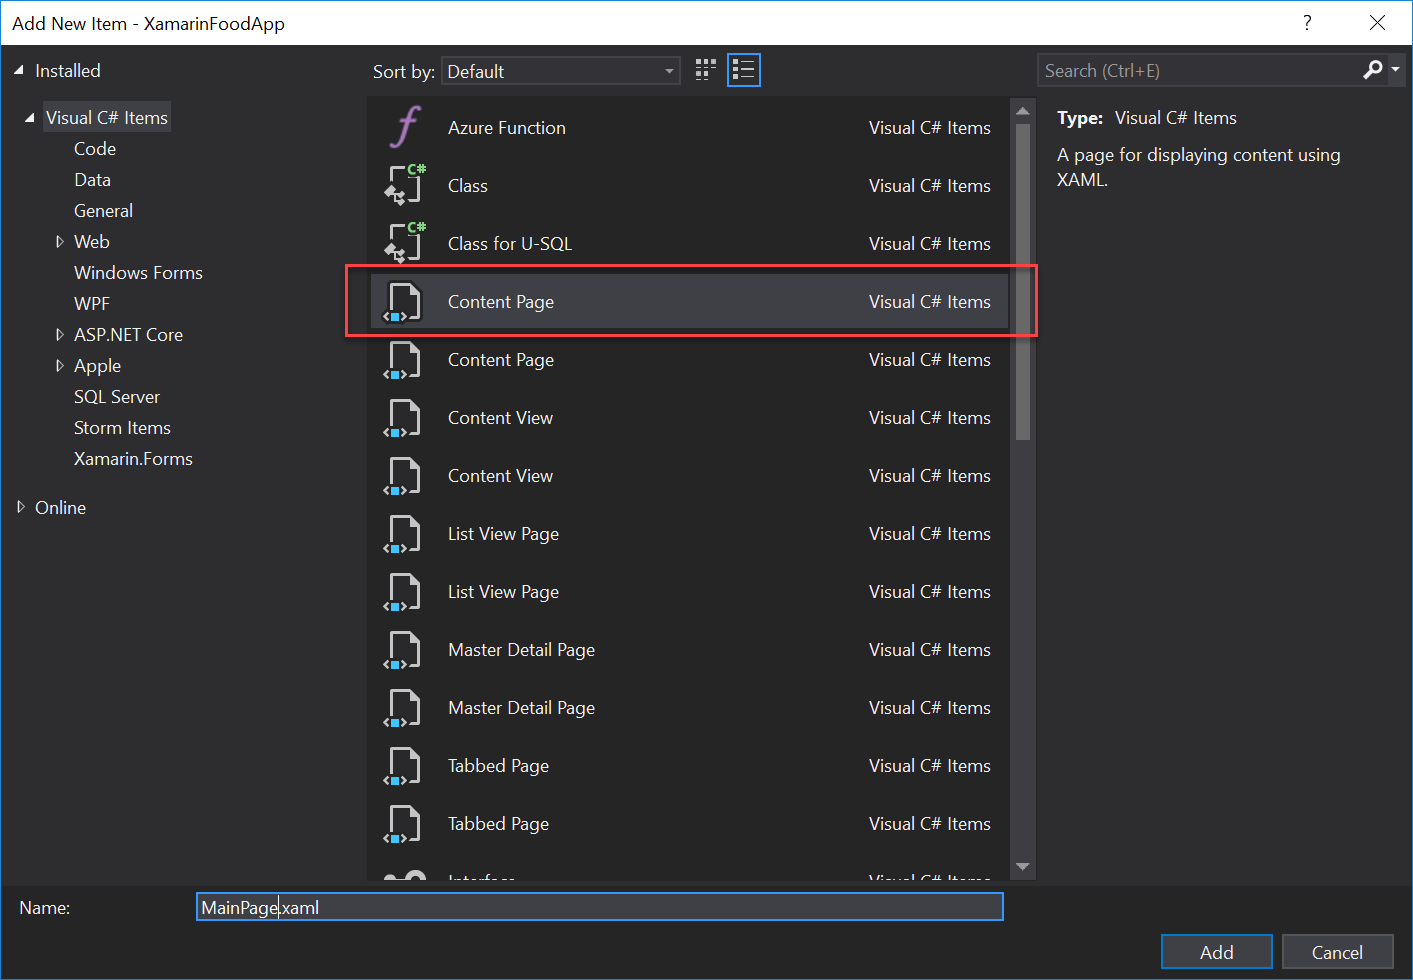 Add New Item - XamarinFoodApp
?
Installed
Visual C# Items
Code
Data
General
Web
Windows Forms
WPF
ASP.NET Core
Apple
SQL Server
Storm Items
Xamarin.Forms
Online
Sort by: Default
Azure Function Visual C# Items
C# Class Visual C# Items
C# Class for U-SQL Visual C# Items
Content Page Visual C# Items
Content Page Visual C# Items
Content View Visual C# Items
Content View Visual C# Items
List View Page Visual C# Items
List View Page Visual C# Items
Master Detail Page Visual C# Items
Master Detail Page Visual C# Items
Tabbed Page Visual C# Items
Tabbed Page Visual C# Items
Interface Visual C# Items
Search (Ctrl+E)
Type: Visual C# Items
A page for displaying content using
XAML.
Name: MainPage.xaml
Add Cancel